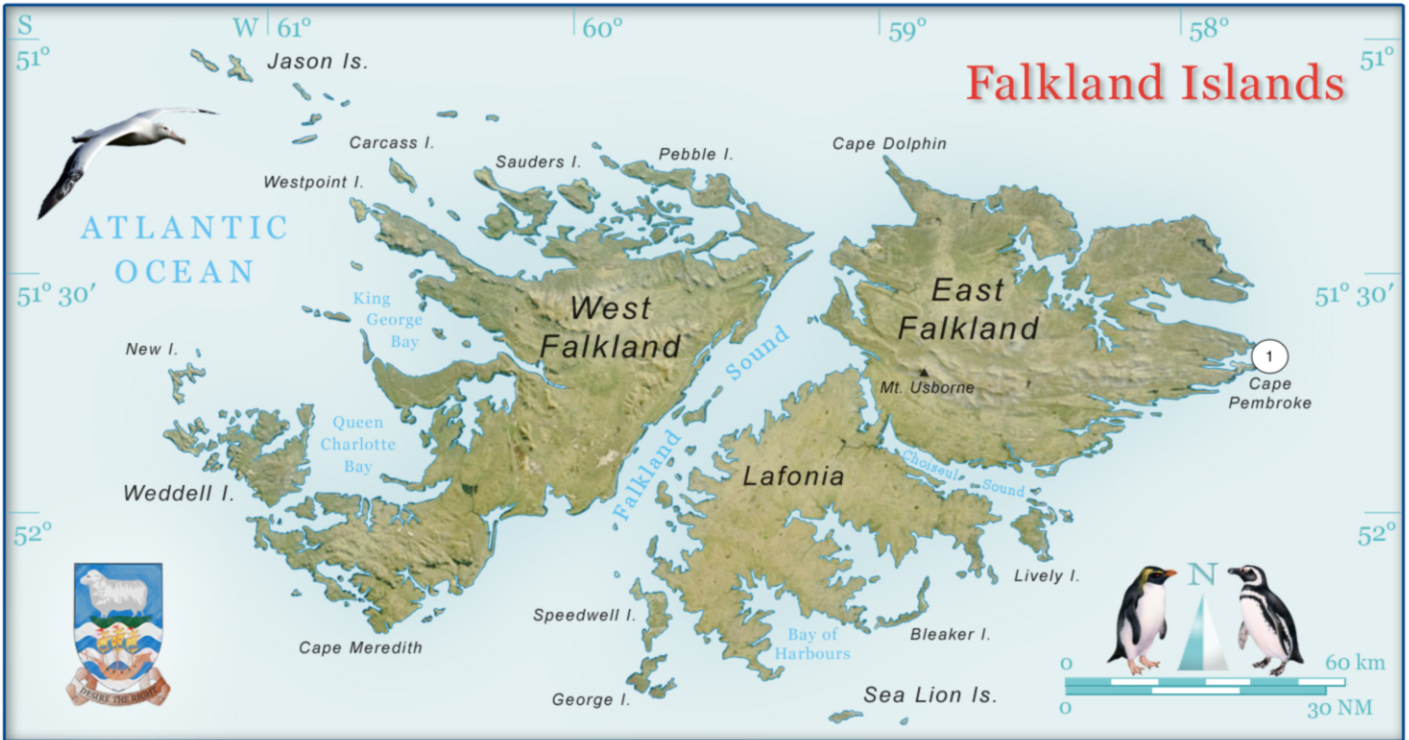 S
W
61°
60°
59°
58°
51°
51°
Jason Is.
Falkland Islands
Carcass I.
Sauders I.
Pebble I.
Cape Dolphin
Westpoint I.
ATLANTIC
OCEAN
51° 30′
51° 30′
King
George
Bay
West
Falkland
East
Falkland
New I.
Falkland
Sound
Mt. Usborne
1
Cape
Pembroke
Queen
Charlotte
Bay
Weddell I.
Lafonia
Choiseul
Sound
52°
52°
Lively I.
Speedwell I.
Bay of
Harbours
Bleaker I.
Cape Meredith
George I.
Sea Lion Is.
DESIRE THE RIGHT
N
0
60 km
0
30 NM